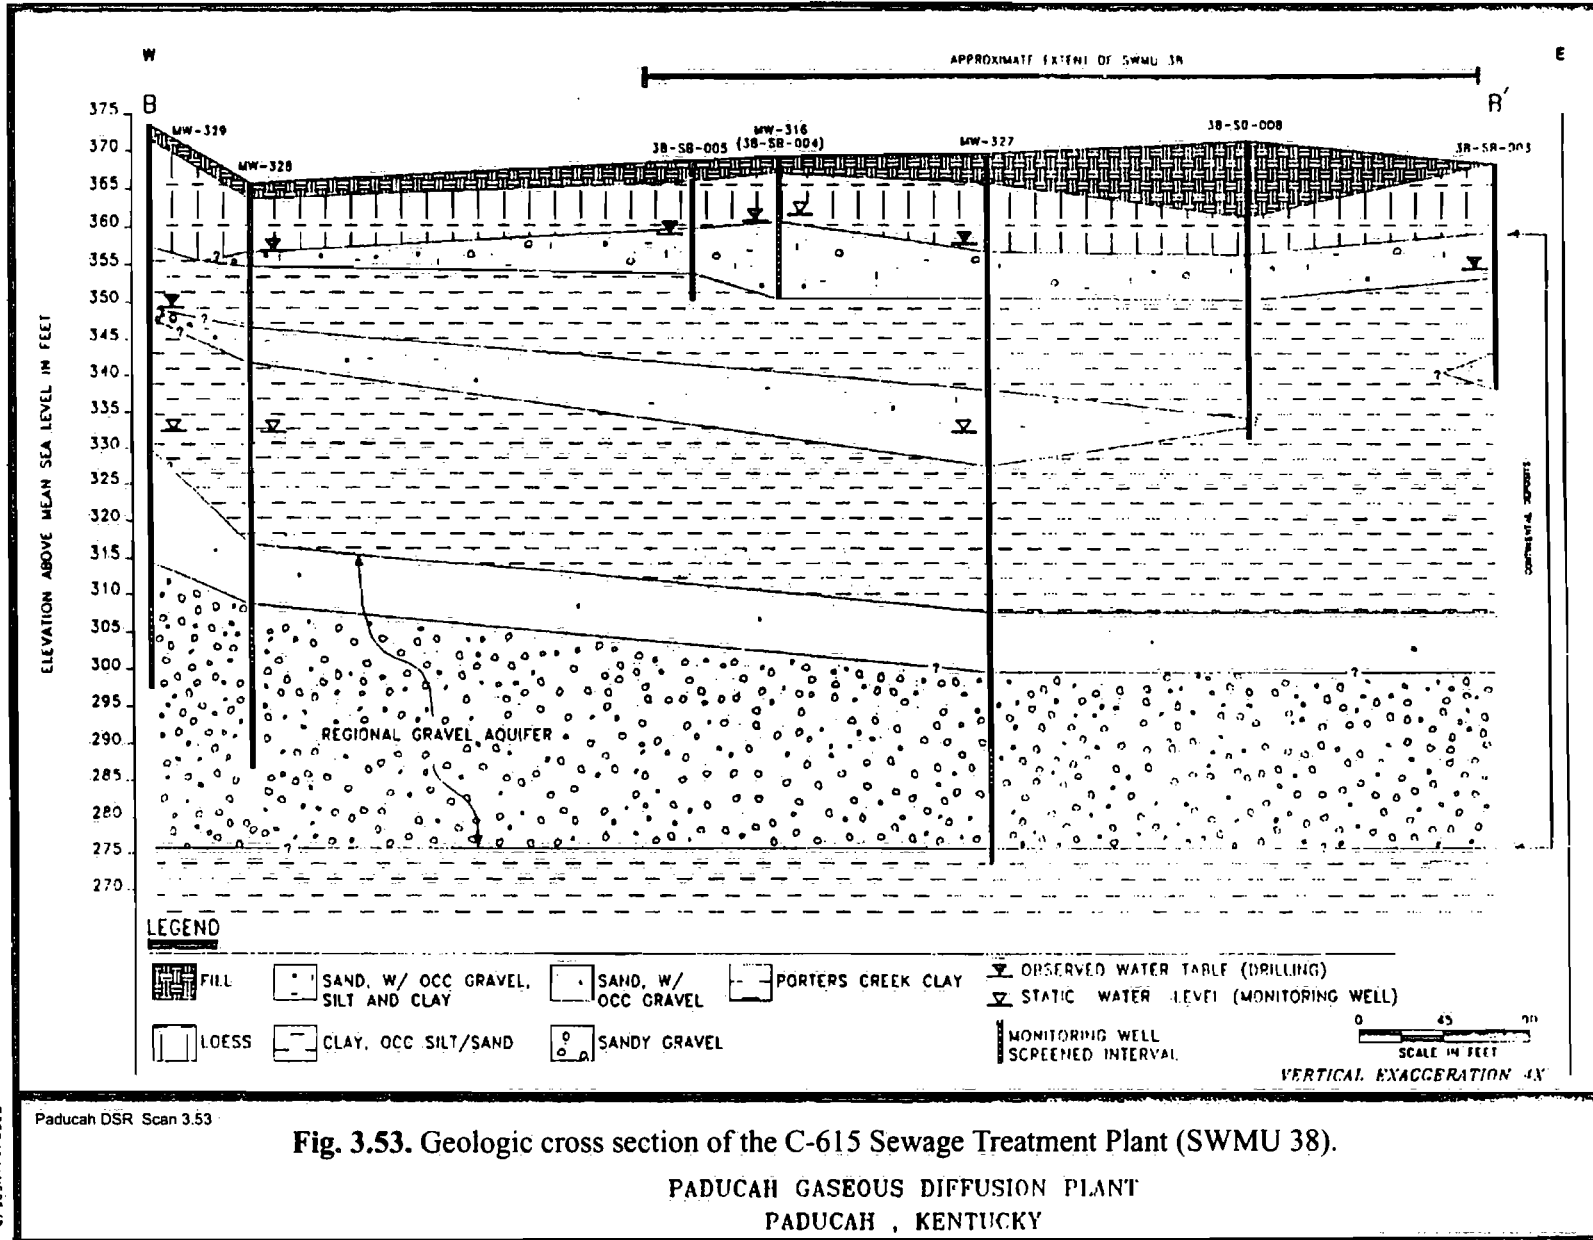 W
APPROXIMATE EXTENT OF SWMU 38
E
B
B'
MW-329
MW-328
38-SB-005
MW-316
(38-SB-004)
MW-327
38-SB-008
38-SB-003
375
370
365
360
355
350
345
340
335
330
325
320
315
310
305
300
295
290
285
280
275
270
ELEVATION ABOVE MEAN SEA LEVEL IN FEET
CONTINENTAL DEPOSITS
REGIONAL GRAVEL AQUIFER
LEGEND
FILL
SAND, W/ OCC GRAVEL,
SILT AND CLAY
SAND, W/
OCC GRAVEL
PORTERS CREEK CLAY
OBSERVED WATER TABLE (DRILLING)
STATIC WATER LEVEL (MONITORING WELL)
LOESS
CLAY, OCC SILT/SAND
SANDY GRAVEL
MONITORING WELL
SCREENED INTERVAL
0 45 90
SCALE IN FEET
VERTICAL EXAGGERATION 4X
Paducah DSR Scan 3.53
Fig. 3.53. Geologic cross section of the C-615 Sewage Treatment Plant (SWMU 38).
PADUCAH GASEOUS DIFFUSION PLANT
PADUCAH , KENTUCKY